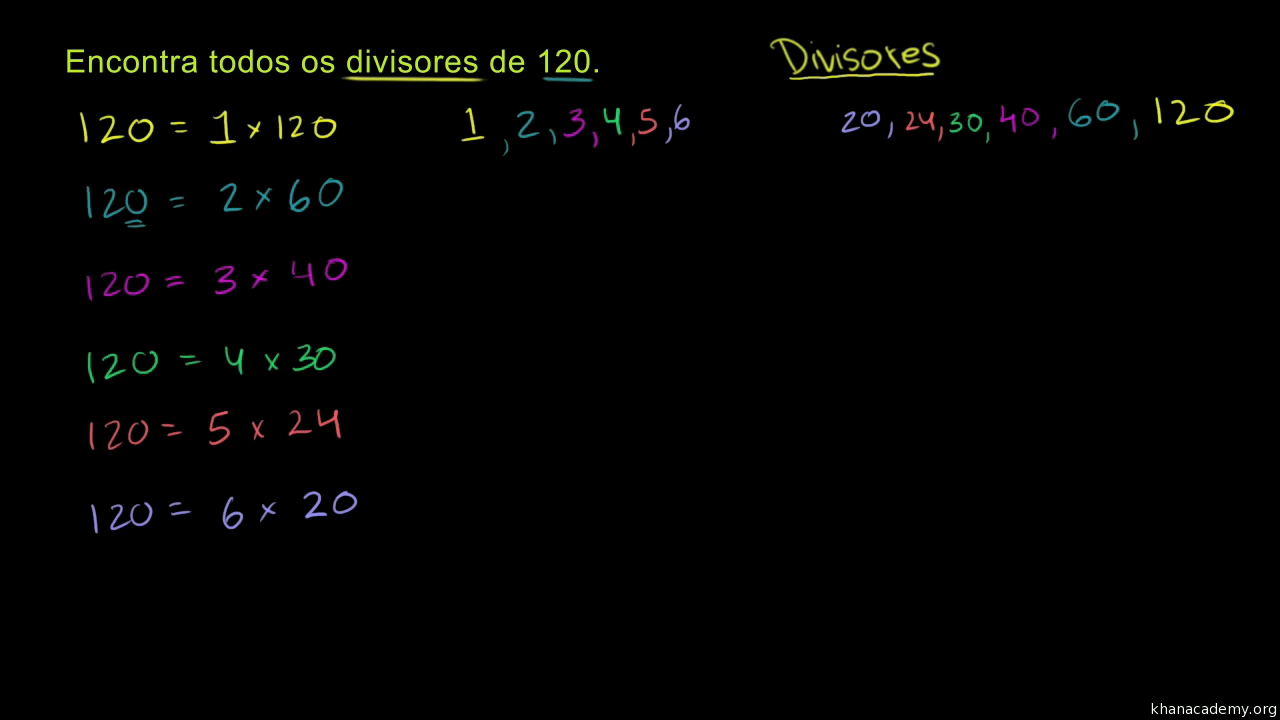 Encontra todos os divisores de 120.
Divisores
120 = 1 × 120
1, 2, 3, 4, 5, 6
20, 24, 30, 40, 60, 120
120 = 2 × 60
120 = 3 × 40
120 = 4 × 30
120 = 5 × 24
120 = 6 × 20
khanacademy.org